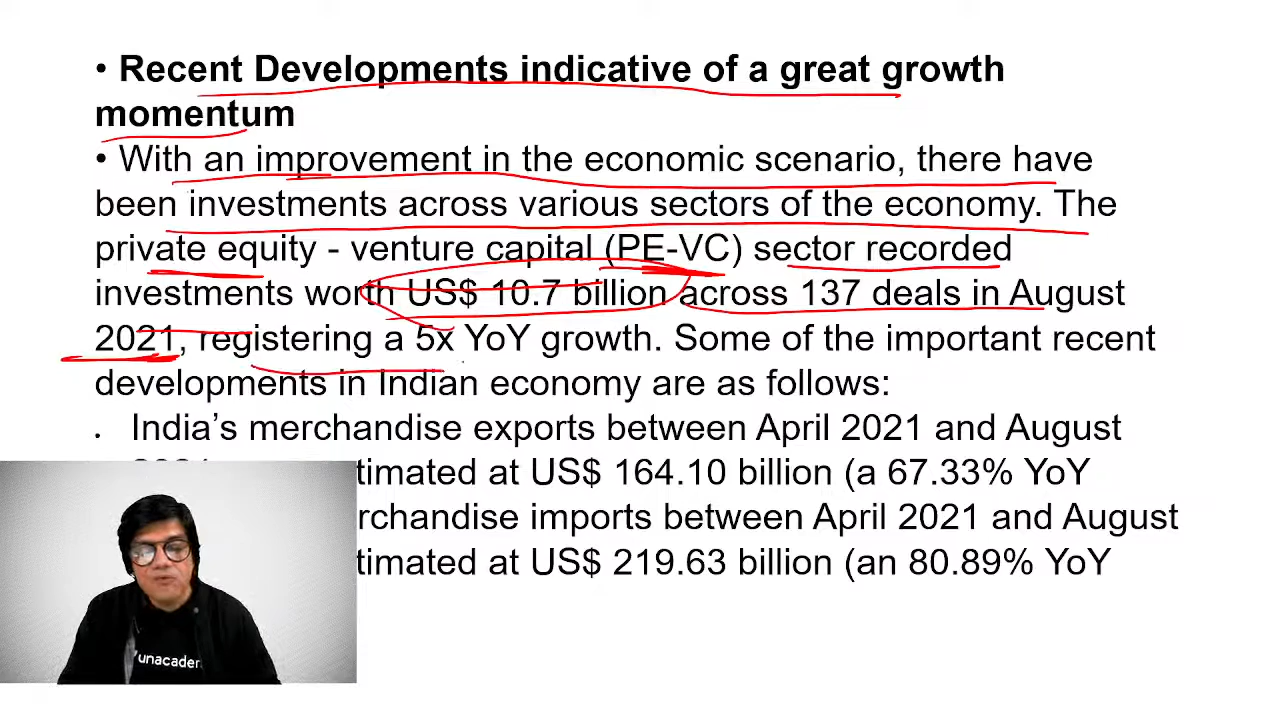 • Recent Developments indicative of a great growth
momentum
• With an improvement in the economic scenario, there have
been investments across various sectors of the economy. The
private equity - venture capital (PE-VC) sector recorded
investments worth US$ 10.7 billion across 137 deals in August
2021, registering a 5x YoY growth. Some of the important recent
developments in Indian economy are as follows:
• India’s merchandise exports between April 2021 and August
timated at US$ 164.10 billion (a 67.33% YoY
rchandise imports between April 2021 and August
timated at US$ 219.63 billion (an 80.89% YoY
unacader